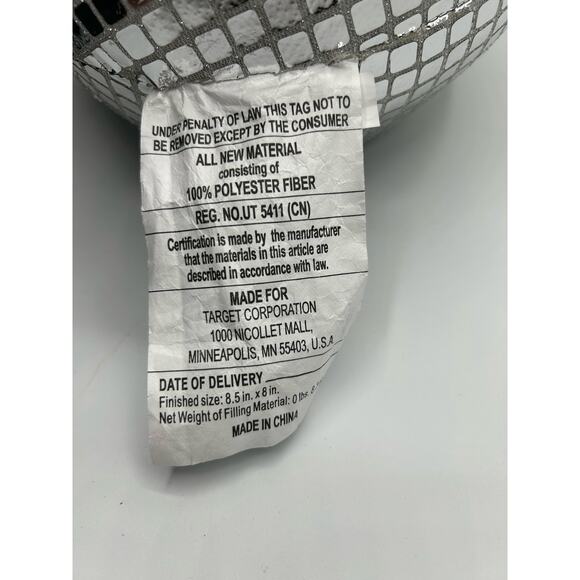 UNDER PENALTY OF LAW THIS TAG NOT TO
BE REMOVED EXCEPT BY THE CONSUMER
ALL NEW MATERIAL
consisting of
100% POLYESTER FIBER
REG. NO.UT 5411 (CN)
Certification is made by the manufacturer
that the materials in this article are
described in accordance with law.
MADE FOR
TARGET CORPORATION
1000 NICOLLET MALL,
MINNEAPOLIS, MN 55403, U.S.A
DATE OF DELIVERY
Finished size: 8.5 in. x 8 in.
Net Weight of Filling Material: 0 lbs.
MADE IN CHINA